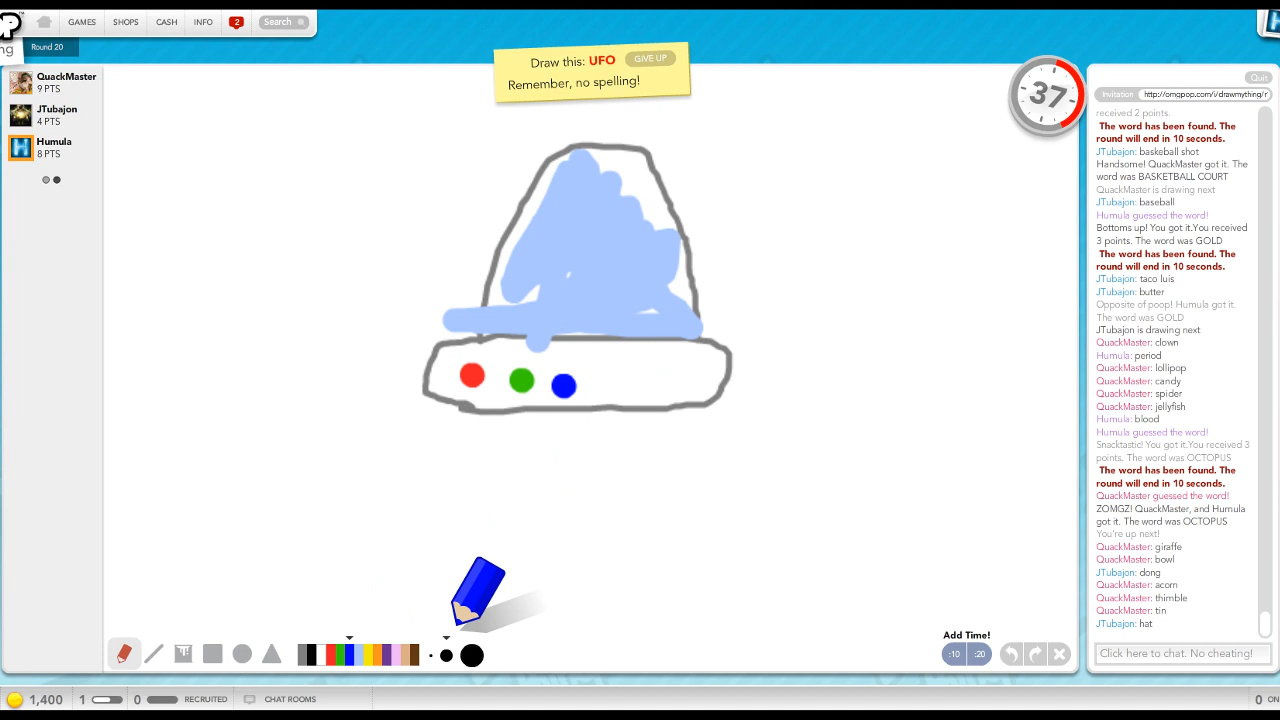 GAMES SHOPS CASH INFO 2 Search
ng Round 20
QuackMaster
9 PTS
JTubajon
4 PTS
H Humula
8 PTS
Draw this: UFO GIVE UP
Remember, no spelling!
37
Quit
Invitation http://omgpop.com/i/drawmything/r
received 2 points.
The word has been found. The
round will end in 10 seconds.
JTubajon: baskeball shot
Handsome! QuackMaster got it. The
word was BASKETBALL COURT
QuackMaster is drawing next
JTubajon: baseball
Humula guessed the word!
Bottoms up! You got it.You received
3 points. The word was GOLD
The word has been found. The
round will end in 10 seconds.
JTubajon: taco luis
JTubajon: butter
Opposite of poop! Humula got it.
The word was GOLD
JTubajon is drawing next
QuackMaster: clown
Humula: period
QuackMaster: lollipop
QuackMaster: candy
QuackMaster: spider
QuackMaster: jellyfish
Humula: blood
Humula guessed the word!
Snacktastic! You got it.You received 3
points. The word was OCTOPUS
The word has been found. The
round will end in 10 seconds.
QuackMaster guessed the word!
ZOMGZ! QuackMaster, and Humula
got it. The word was OCTOPUS
You're up next!
QuackMaster: giraffe
QuackMaster: bowl
JTubajon: dong
QuackMaster: acorn
QuackMaster: thimble
QuackMaster: tin
JTubajon: hat
Click here to chat. No cheating!
Add Time!
:10 :20
T
1,400 1 0 RECRUITED CHAT ROOMS 0 ON